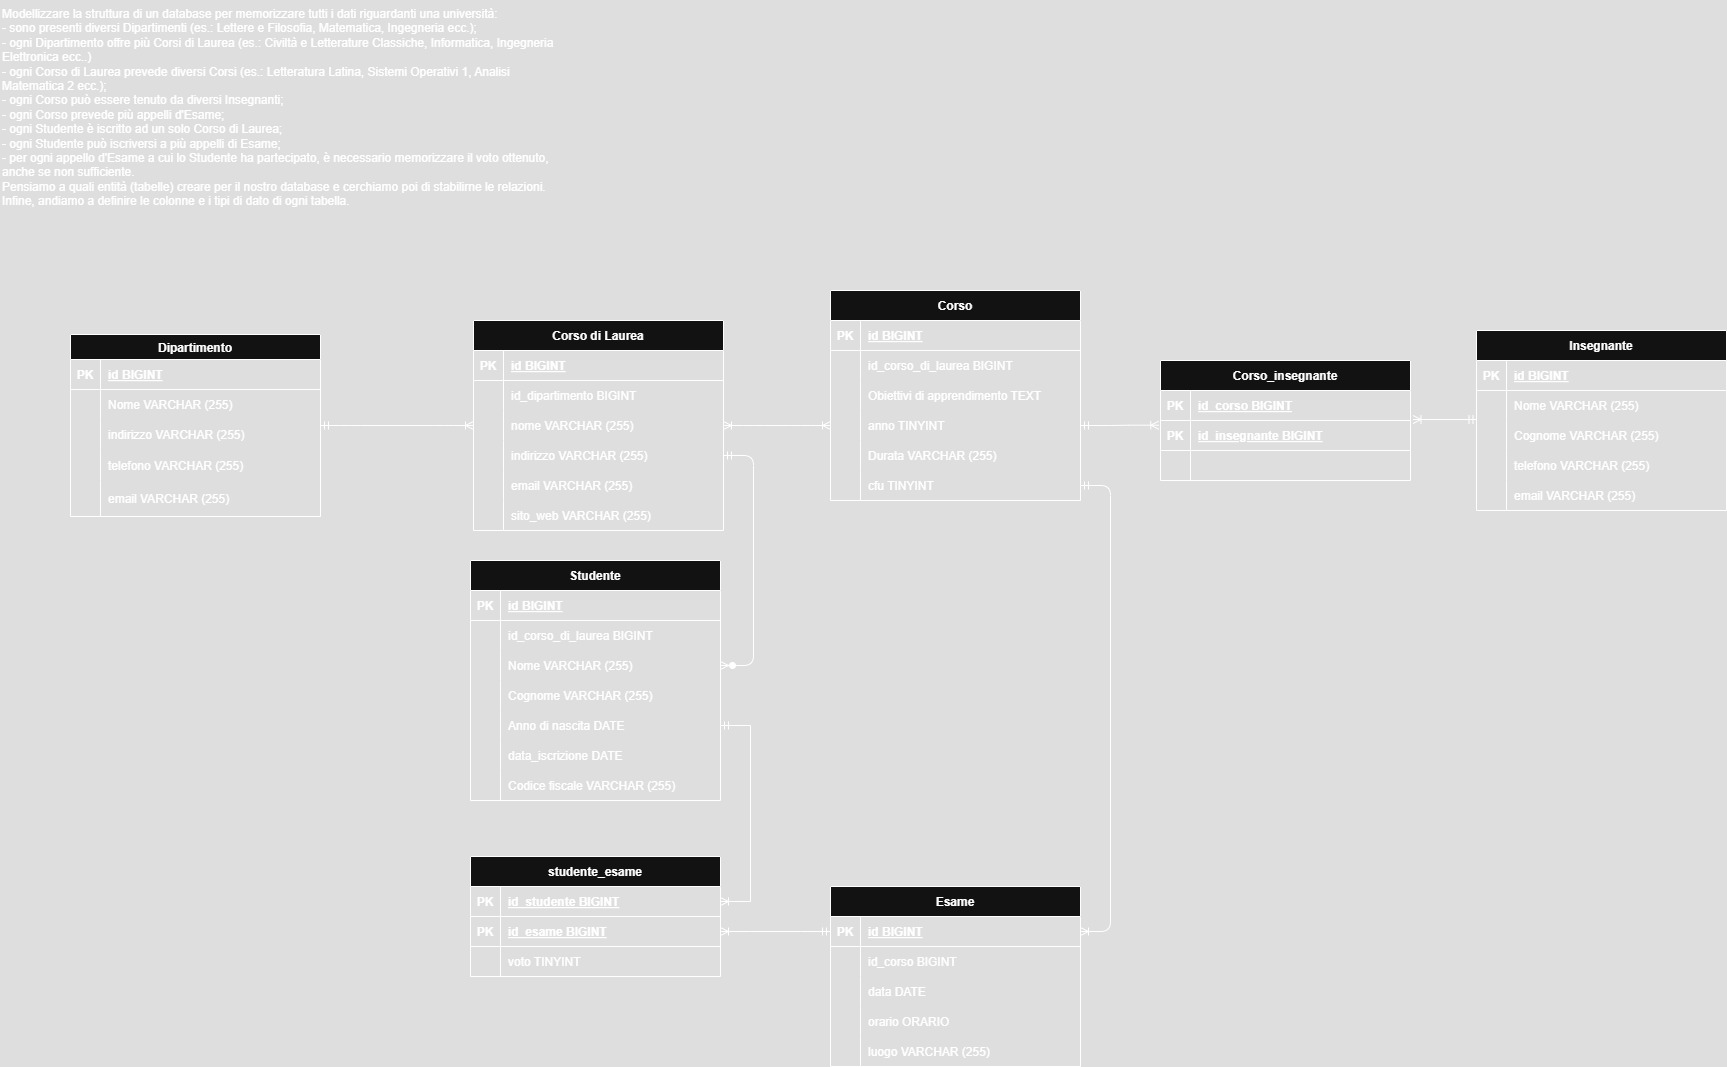 Modellizzare la struttura di un database per memorizzare tutti i dati riguardanti una università:
- sono presenti diversi Dipartimenti (es.: Lettere e Filosofia, Matematica, Ingegneria ecc.);
- ogni Dipartimento offre più Corsi di Laurea (es.: Civiltà e Letterature Classiche, Informatica, Ingegneria
Elettronica ecc..)
- ogni Corso di Laurea prevede diversi Corsi (es.: Letteratura Latina, Sistemi Operativi 1, Analisi
Matematica 2 ecc.);
- ogni Corso può essere tenuto da diversi Insegnanti;
- ogni Corso prevede più appelli d'Esame;
- ogni Studente è iscritto ad un solo Corso di Laurea;
- ogni Studente può iscriversi a più appelli di Esame;
- per ogni appello d'Esame a cui lo Studente ha partecipato, è necessario memorizzare il voto ottenuto,
anche se non sufficiente.
Pensiamo a quali entità (tabelle) creare per il nostro database e cerchiamo poi di stabilirne le relazioni.
Infine, andiamo a definire le colonne e i tipi di dato di ogni tabella.
Dipartimento
PK id BIGINT
Nome VARCHAR (255)
indirizzo VARCHAR (255)
telefono VARCHAR (255)
email VARCHAR (255)
Corso di Laurea
PK id BIGINT
id_dipartimento BIGINT
nome VARCHAR (255)
indirizzo VARCHAR (255)
email VARCHAR (255)
sito_web VARCHAR (255)
Corso
PK id BIGINT
id_corso_di_laurea BIGINT
Obiettivi di apprendimento TEXT
anno TINYINT
Durata VARCHAR (255)
cfu TINYINT
Corso_insegnante
PK id_corso BIGINT
PK id_insegnante BIGINT
Insegnante
PK id BIGINT
Nome VARCHAR (255)
Cognome VARCHAR (255)
telefono VARCHAR (255)
email VARCHAR (255)
Studente
PK id BIGINT
id_corso_di_laurea BIGINT
Nome VARCHAR (255)
Cognome VARCHAR (255)
Anno di nascita DATE
data_iscrizione DATE
Codice fiscale VARCHAR (255)
studente_esame
PK id_studente BIGINT
PK id_esame BIGINT
voto TINYINT
Esame
PK id BIGINT
id_corso BIGINT
data DATE
orario ORARIO
luogo VARCHAR (255)